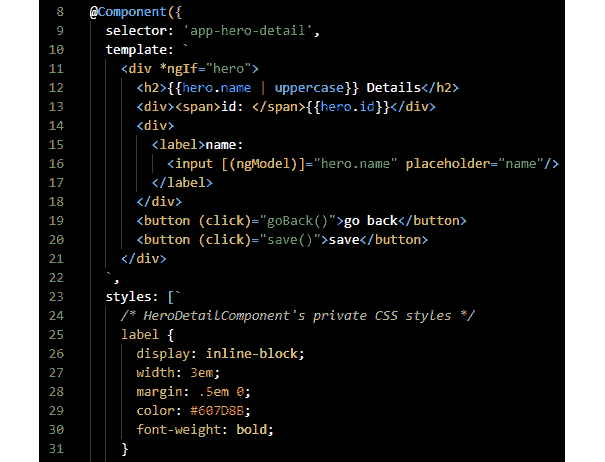 8 @Component({
9 selector: 'app-hero-detail',
10 template: `
11 <div *ngIf="hero">
12 <h2>{{hero.name | uppercase}} Details</h2>
13 <div><span>id: </span>{{hero.id}}</div>
14 <div>
15 <label>name:
16 <input [(ngModel)]="hero.name" placeholder="name"/>
17 </label>
18 </div>
19 <button (click)="goBack()">go back</button>
20 <button (click)="save()">save</button>
21 </div>
22 `,
23 styles: [`
24 /* HeroDetailComponent's private CSS styles */
25 label {
26 display: inline-block;
27 width: 3em;
28 margin: .5em 0;
29 color: #607D8B;
30 font-weight: bold;
31 }